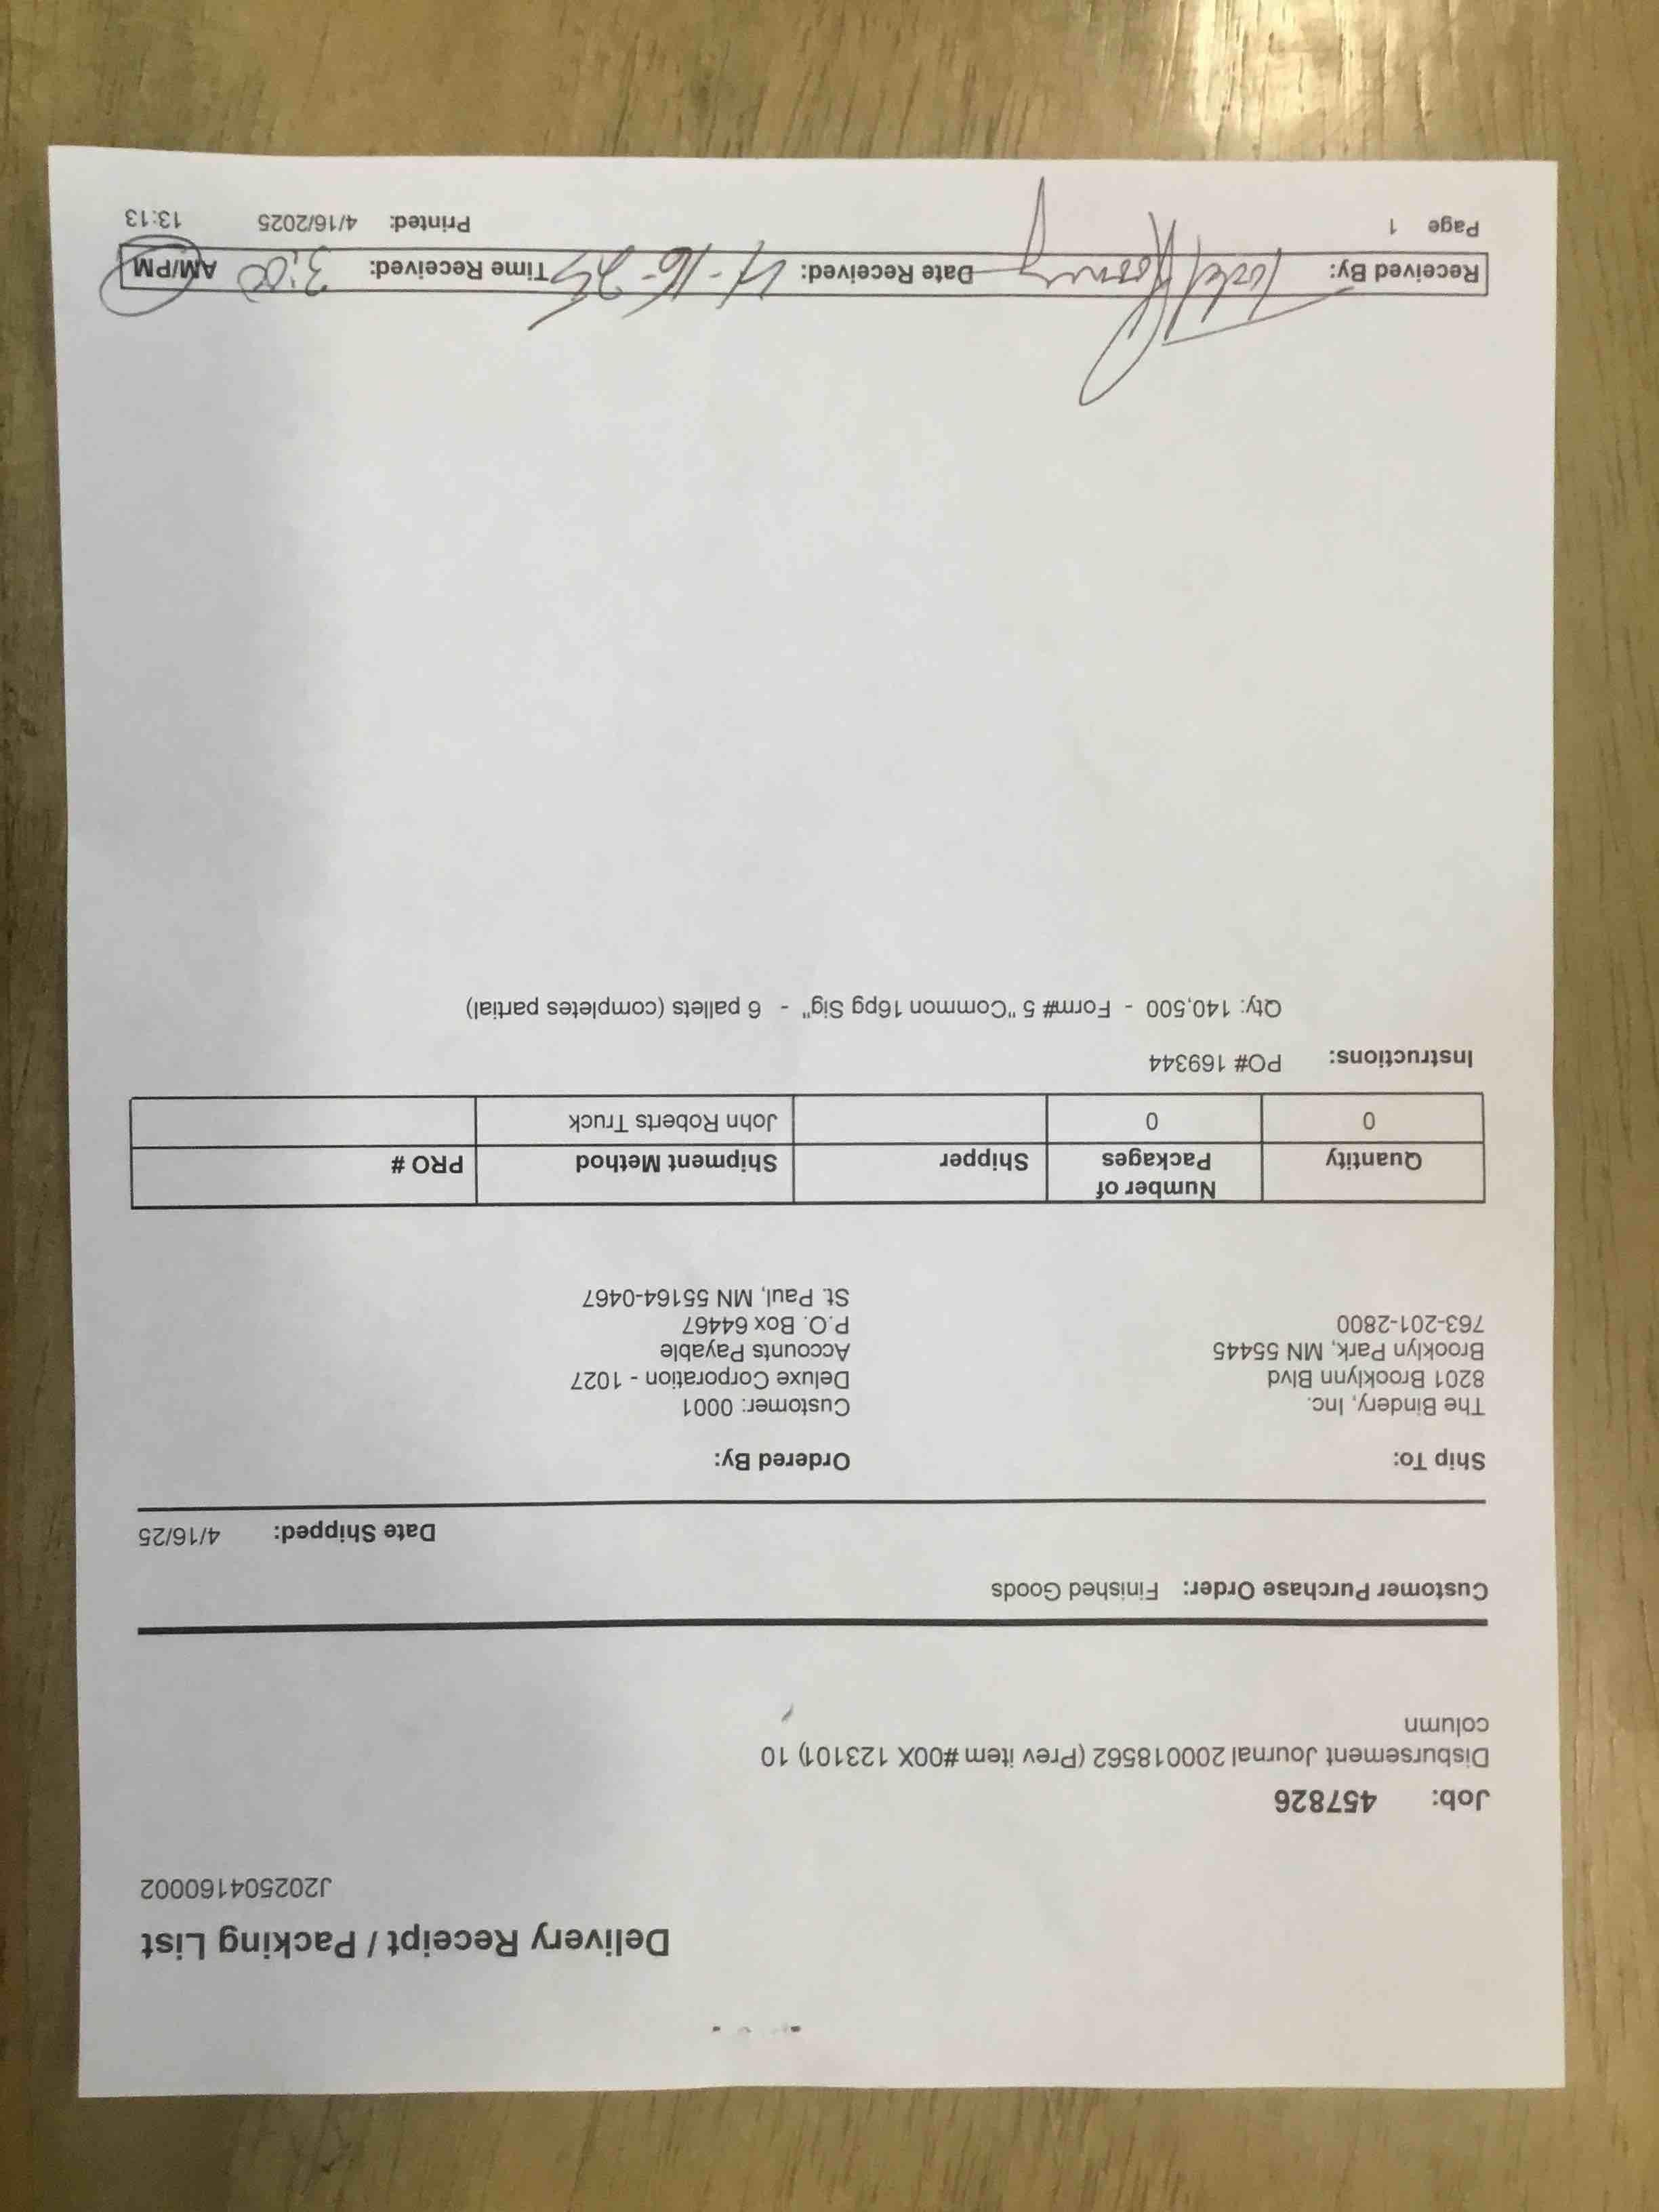 Delivery Receipt / Packing List
J202504160002
Job: 457826
Disbursement Journal 200018562 (Prev item #00X 123101) 10
column
Customer Purchase Order: Finished Goods
Date Shipped: 4/16/25
Ship To:
The Bindery, Inc.
8201 Brooklynn Blvd
Brooklyn Park, MN 55445
763-201-2800
Ordered By:
Customer: 0001
Deluxe Corporation - 1027
Accounts Payable
P.O. Box 64467
St. Paul, MN 55164-0467
Quantity Number of Packages Shipper Shipment Method PRO #
0 0 John Roberts Truck
Instructions: PO# 169344
Qty: 140,500 - Form# 5 "Common 16pg Sig" - 6 pallets (completes partial)
Received By: Date Received: 4-16-25 Time Received: 3:00 AM/PM
Page 1 Printed: 4/16/2025 13:13